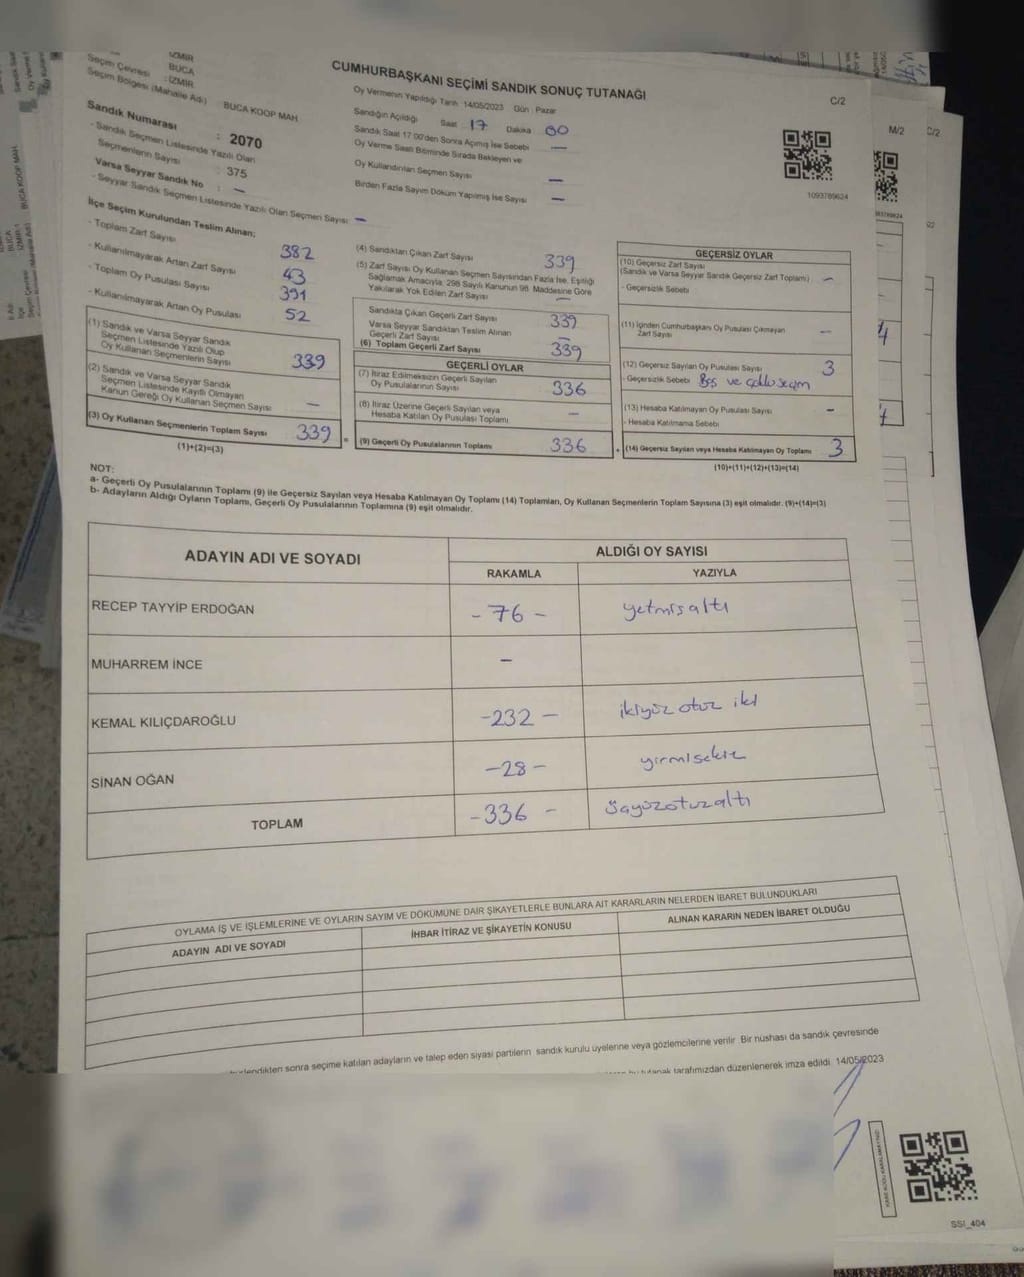 İZMİR
Seçim Çevresi : BUCA
Seçim Bölgesi (Mahalle Adı) : İZMİR
BUCA KOOP MAH.
Sandık Numarası : 2070
- Sandık Seçmen Listesinde Yazılı Olan
Seçmenlerin Sayısı : 375
Varsa Seyyar Sandık No : –
- Seyyar Sandık Seçmen Listesinde Yazılı Olan Seçmen Sayısı : –
CUMHURBAŞKANI SEÇİMİ SANDIK SONUÇ TUTANAĞI
C/2
Oy Vermenin Yapıldığı Tarih : 14/05/2023 Gün : Pazar
Sandığın Açıldığı Saat 17 Dakika 00
Sandık Saat 17:00'den Sonra Açılmış İse Sebebi —
Oy Verme Saati Bitiminde Sırada Bekleyen ve
Oy Kullandırılan Seçmen Sayısı —
Birden Fazla Sayım Döküm Yapılmış İse Sayısı —
1093789624
İlçe Seçim Kurulundan Teslim Alınan;
- Toplam Zarf Sayısı 382
- Kullanılmayarak Artan Zarf Sayısı 43
- Toplam Oy Pusulası Sayısı 391
- Kullanılmayarak Artan Oy Pusulası 52
(1) Sandık ve Varsa Seyyar Sandık
Seçmen Listesinde Yazılı Olup
Oy Kullanan Seçmenlerin Sayısı 339
(2) Sandık ve Varsa Seyyar Sandık
Seçmen Listesinde Kayıtlı Olmayan
Kanun Gereği Oy Kullanan Seçmen Sayısı —
(3) Oy Kullanan Seçmenlerin Toplam Sayısı 339
(1)+(2)=(3)
(4) Sandıktan Çıkan Zarf Sayısı 339
(5) Zarf Sayısı Oy Kullanan Seçmen Sayısından Fazla İse, Eşitliği
Sağlamak Amacıyla, 298 Sayılı Kanunun 98. Maddesine Göre
Yakılarak Yok Edilen Zarf Sayısı —
Sandıkta Çıkan Geçerli Zarf Sayısı 339
Varsa Seyyar Sandıktan Teslim Alınan
Geçerli Zarf Sayısı —
(6) Toplam Geçerli Zarf Sayısı 339
GEÇERLİ OYLAR
(7) İtiraz Edilmeksizin Geçerli Sayılan
Oy Pusulalarının Sayısı 336
(8) İtiraz Üzerine Geçerli Sayılan veya
Hesaba Katılan Oy Pusulası Toplamı —
(9) Geçerli Oy Pusulalarının Toplamı 336
GEÇERSİZ OYLAR
(10) Geçersiz Zarf Sayısı
(Sandık ve Varsa Seyyar Sandık Geçersiz Zarf Toplamı) –
- Geçersizlik Sebebi
(11) İçinden Cumhurbaşkanı Oy Pusulası Çıkmayan
Zarf Sayısı –
(12) Geçersiz Sayılan Oy Pusulası Sayısı 3
- Geçersizlik Sebebi Boş ve çoklu seçim
(13) Hesaba Katılmayan Oy Pusulası Sayısı –
- Hesaba Katılmama Sebebi
(14) Geçersiz Sayılan veya Hesaba Katılmayan Oy Toplamı 3
(10)+(11)+(12)+(13)=(14)
NOT:
a- Geçerli Oy Pusulalarının Toplamı (9) ile Geçersiz Sayılan veya Hesaba Katılmayan Oy Toplamı (14) Toplamları, Oy Kullanan Seçmenlerin Toplam Sayısına (3) eşit olmalıdır. (9)+(14)=(3)
b- Adayların Aldığı Oyların Toplamı, Geçerli Oy Pusulalarının Toplamına (9) eşit olmalıdır.
ADAYIN ADI VE SOYADI
ALDIĞI OY SAYISI
RAKAMLA YAZIYLA
RECEP TAYYİP ERDOĞAN -76- yetmişaltı
MUHARREM İNCE –
KEMAL KILIÇDAROĞLU -232- ikiyüz otuz iki
SİNAN OĞAN -28- yirmisekiz
TOPLAM -336- üçyüzotuzaltı
OYLAMA İŞ VE İŞLEMLERİNE VE OYLARIN SAYIM VE DÖKÜMÜNE DAİR ŞİKAYETLERLE BUNLARA AİT KARARLARIN NELERDEN İBARET BULUNDUKLARI
ADAYIN ADI VE SOYADI İHBAR İTİRAZ VE ŞİKAYETİN KONUSU ALINAN KARARIN NEDEN İBARET OLDUĞU
sonra seçime katılan adayların ve talep eden siyasi partilerin sandık kurulu üyelerine veya gözlemcilerine verilir. Bir nüshası da sandık çevresinde
tutanak tarafımızdan düzenlenerek imza edildi. 14/05/2023
SSI_404
M/2
C/2